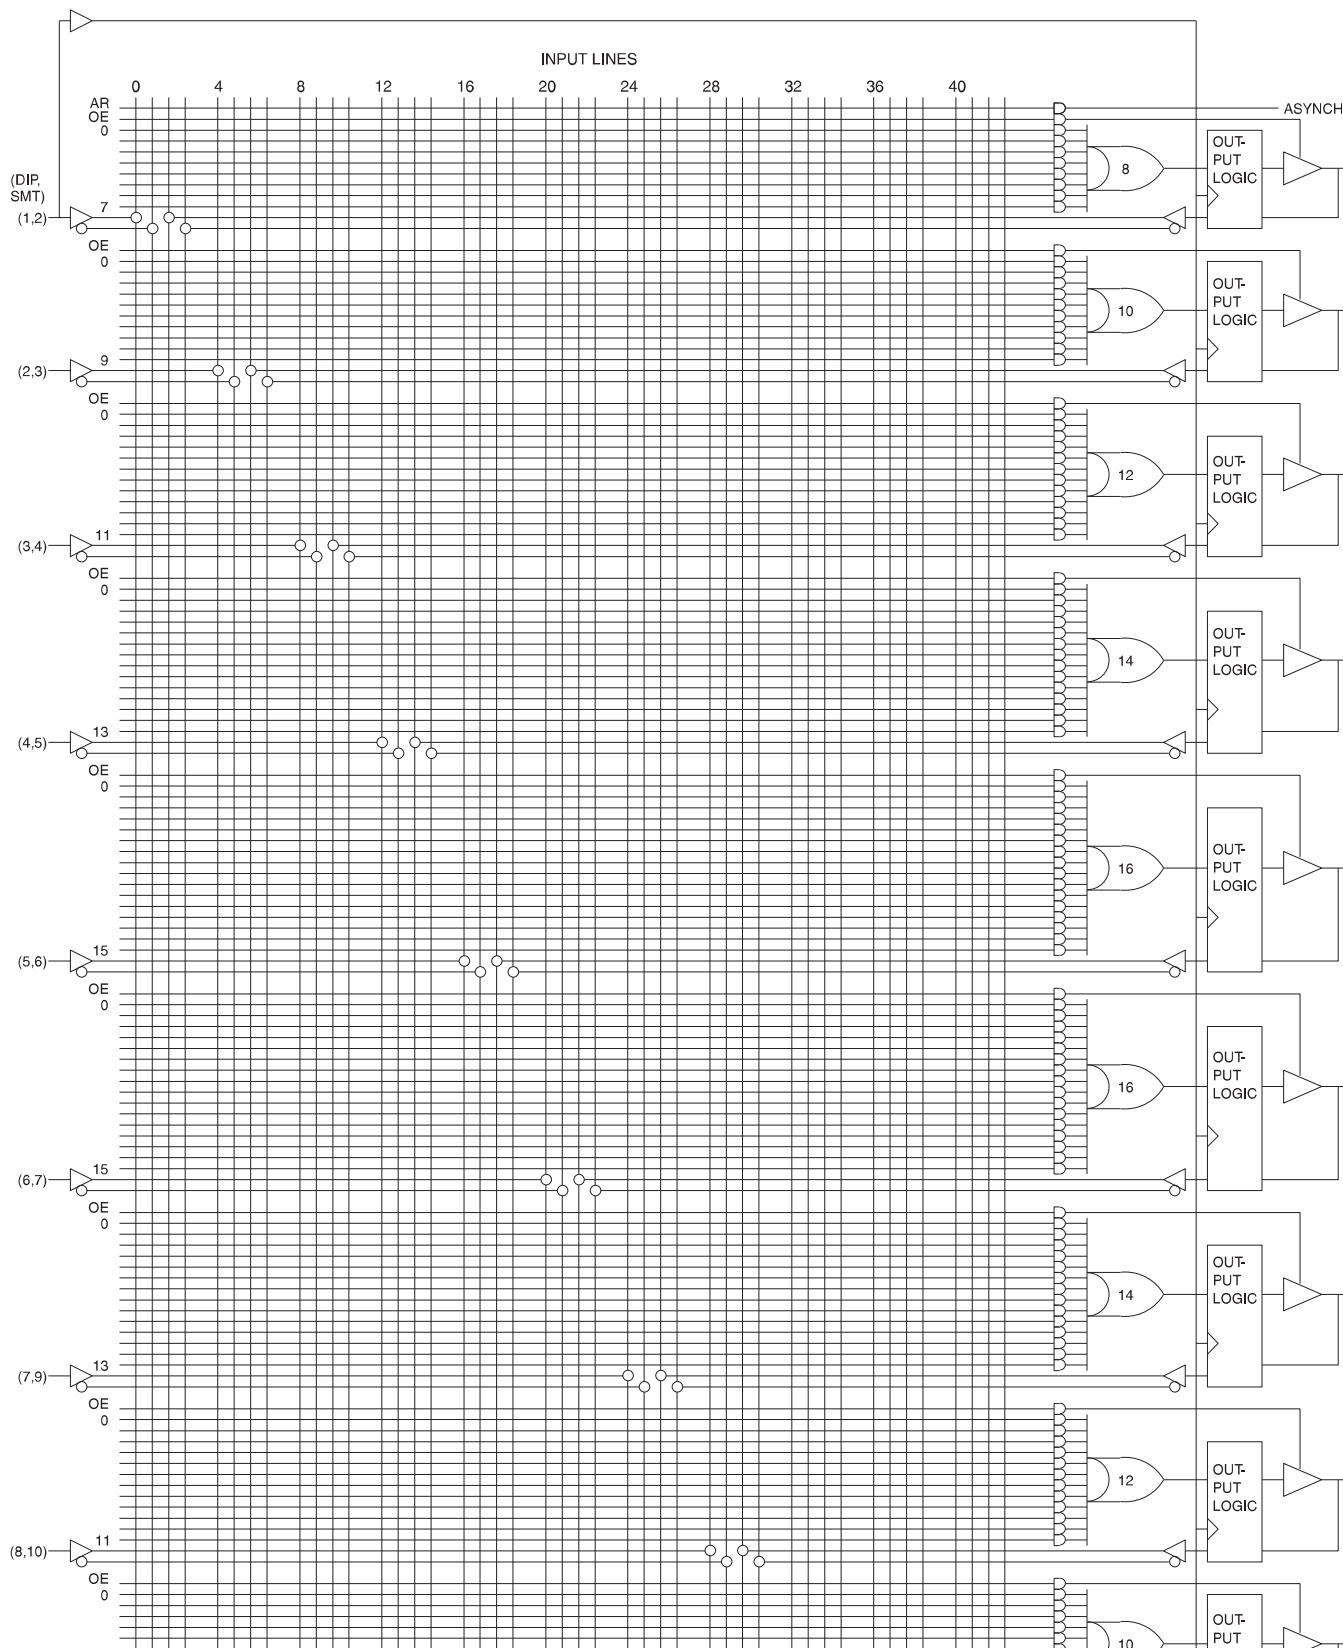 INPUT LINES
0 4 8 12 16 20 24 28 32 36 40
AR
OE
0
ASYNCH
8
OUT-
PUT
LOGIC
(DIP,
SMT)
7
(1,2)
OE
0
10
OUT-
PUT
LOGIC
9
(2,3)
OE
0
12
OUT-
PUT
LOGIC
11
(3,4)
OE
0
14
OUT-
PUT
LOGIC
13
(4,5)
OE
0
16
OUT-
PUT
LOGIC
15
(5,6)
OE
0
16
OUT-
PUT
LOGIC
15
(6,7)
OE
0
14
OUT-
PUT
LOGIC
13
(7,9)
OE
0
12
OUT-
PUT
LOGIC
11
(8,10)
OE
0
10
OUT-
PUT